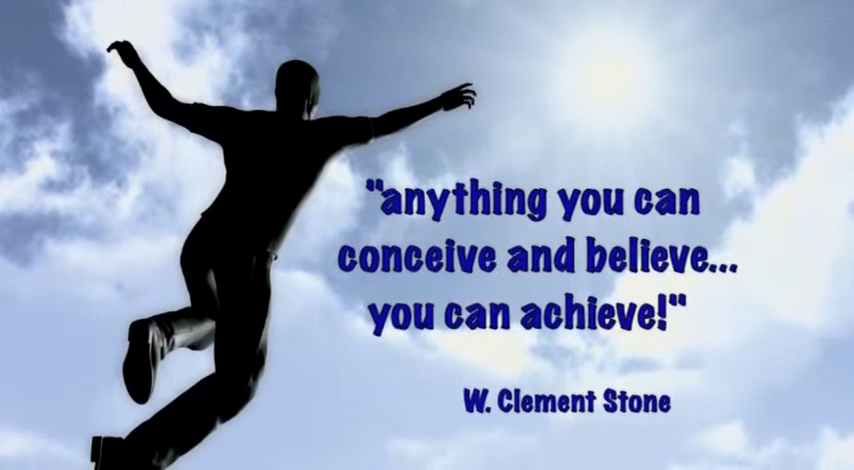 "anything you can
conceive and believe...
you can achieve!"
W. Clement Stone